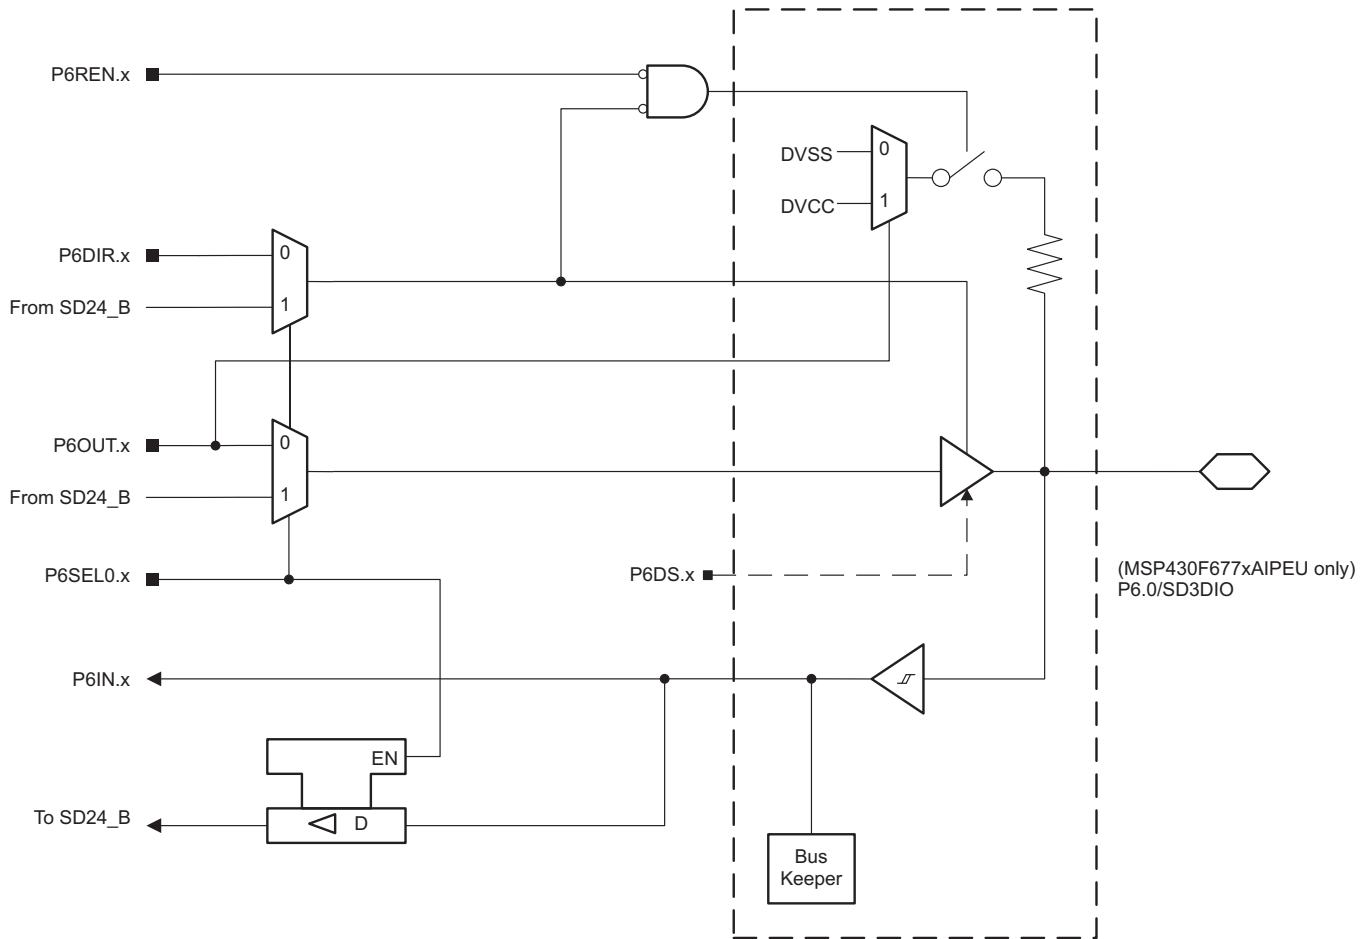 P6REN.x
DVSS
0
DVCC
1
P6DIR.x
0
From SD24_B
1
P6OUT.x
0
From SD24_B
1
P6SEL0.x
P6DS.x
(MSP430F677xAIPEU only)
P6.0/SD3DIO
P6IN.x
EN
To SD24_B
D
Bus
Keeper